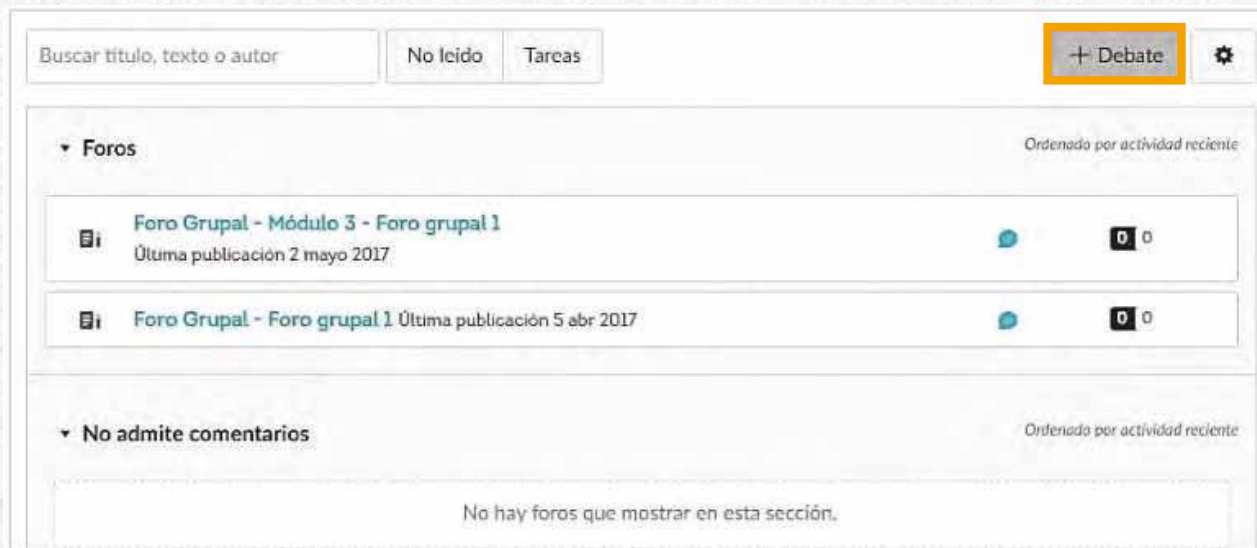 Buscar título, texto o autor
No leído
Tareas
+ Debate
Foros
Ordenado por actividad reciente
Foro Grupal - Módulo 3 - Foro grupal 1
Última publicación 2 mayo 2017
0 0
Foro Grupal - Foro grupal 1 Última publicación 5 abr 2017
0 0
No admite comentarios
Ordenado por actividad reciente
No hay foros que mostrar en esta sección.